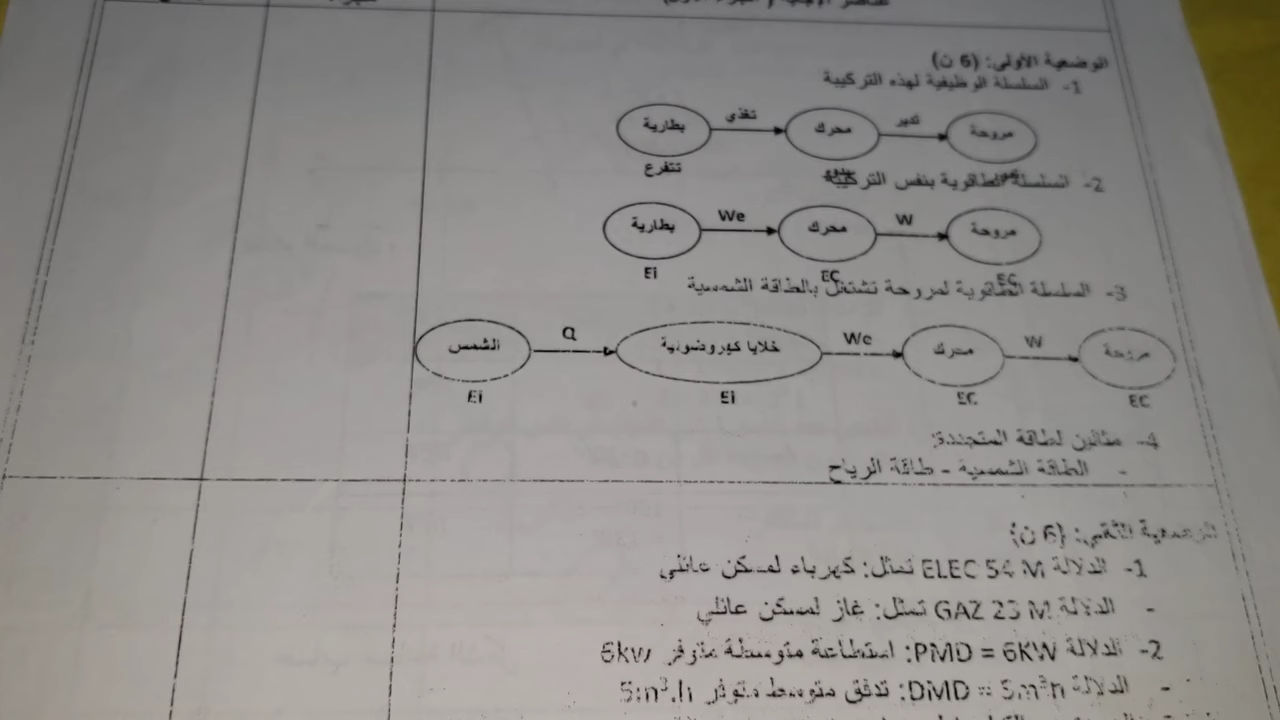 الوضعية الأولى: (6 ن)
1- السلسلة الوظيفية لهذه التركيبة
بطارية تغذي محرك تدير مروحة
تتفرغ
2- السلسلة الطاقوية بنفس التركيبة
بطارية We محرك W مروحة
Ei EC EC
3- السلسلة الطاقوية لمروحة تشتغل بالطاقة الشمسية
الشمس Q خلايا كهروضوئية We محرك W مروحة
Ei Ei EC EC
4- مثالين لطاقة المتجددة:
- الطاقة الشمسية - طاقة الرياح
(6 ن)
1- الدلالة ELEC 54 M تمثل: كهرباء لمسكن عائلي
- الدلالة GAZ 23 M تمثل: غاز لمسكن عائلي
2- الدلالة PMD = 6KW: استطاعة متوسطة متوفر 6kw
- الدلالة DMD = 5m³h: تدفق متوسط متوفر 5m³.h